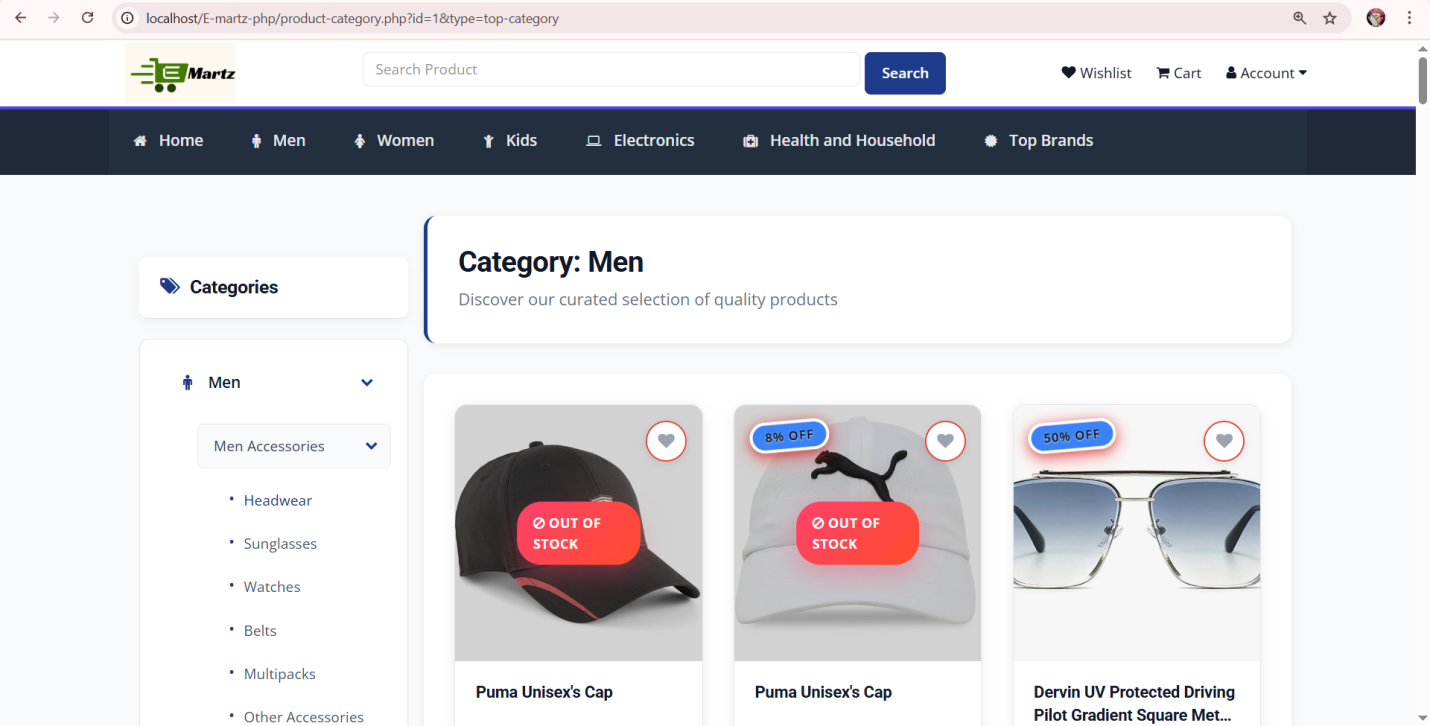 localhost/E-martz-php/product-category.php?id=1&type=top-category
E Martz
Search Product
Search
Wishlist
Cart
Account
Home
Men
Women
Kids
Electronics
Health and Household
Top Brands
Categories
Men
Men Accessories
Headwear
Sunglasses
Watches
Belts
Multipacks
Other Accessories
Category: Men
Discover our curated selection of quality products
OUT OF
STOCK
Puma Unisex's Cap
8% OFF
OUT OF
STOCK
Puma Unisex's Cap
50% OFF
Dervin UV Protected Driving
Pilot Gradient Square Met...